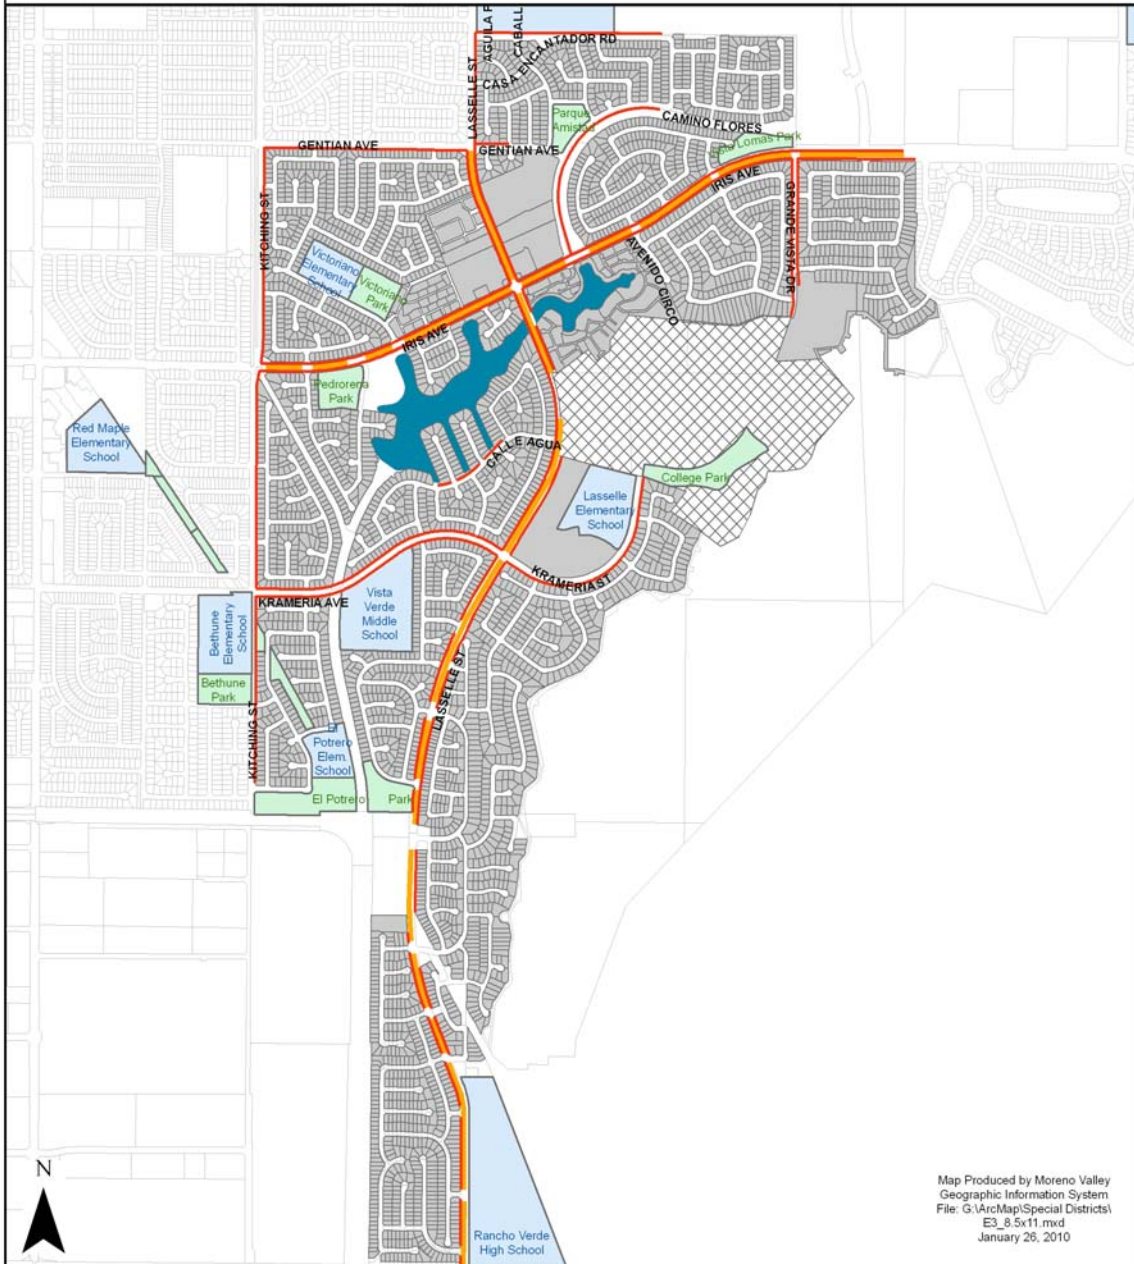 AGUILA P
CABALL
CASA ENCANTADOR RD
LASSELLE ST
Parque
Amistad
CAMINO FLORES
GENTIAN AVE
GENTIAN AVE
Lomas Park
IRIS AVE
KITCHING ST
GRANDE VISTA DR
AVENIDO CIRCO
Victoriano
Elementary
School
Victoriano
Park
IRIS AVE
Pedrorena
Park
Red Maple
Elementary
School
CALLE AGUA
College Park
Lasselle
Elementary
School
KRAMERIA ST
KRAMERIA AVE
Vista
Verde
Middle
School
Bethune
Elementary
School
Bethune
Park
LASSELLE ST
KITCHING ST
El
Potrero
Elem.
School
El Potrero Park
N
Rancho Verde
High School
Map Produced by Moreno Valley
Geographic Information System
File: G:\ArcMap\Special Districts\
E3_8.5x11.mxd
January 26, 2010